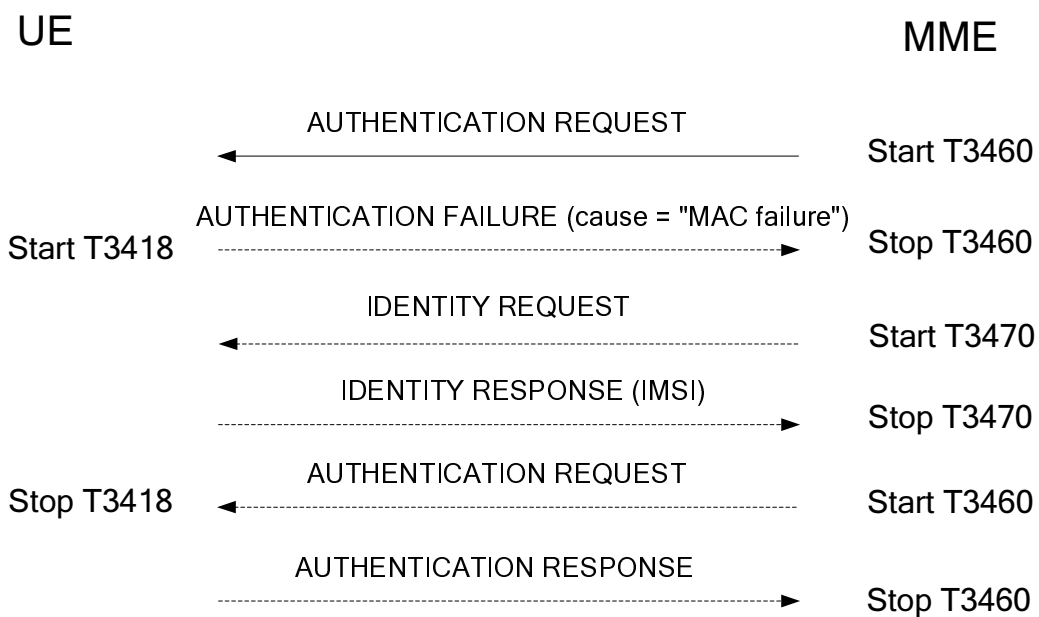 UE
MME
AUTHENTICATION REQUEST
Start T3460
AUTHENTICATION FAILURE (cause = "MAC failure")
Start T3418
Stop T3460
IDENTITY REQUEST
Start T3470
IDENTITY RESPONSE (IMSI)
Stop T3470
AUTHENTICATION REQUEST
Stop T3418
Start T3460
AUTHENTICATION RESPONSE
Stop T3460